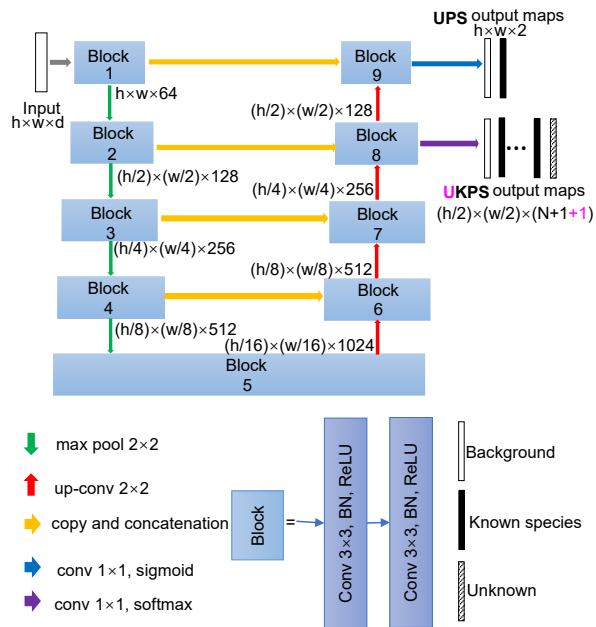 UPS output maps
h×w×2
Block
1
Block
9
Input
h×w×d
h×w×64
(h/2)×(w/2)×128
Block
2
Block
8
UKPS output maps
(h/2)×(w/2)×(N+1+1)
(h/2)×(w/2)×128
(h/4)×(w/4)×256
Block
3
Block
7
(h/4)×(w/4)×256
(h/8)×(w/8)×512
Block
4
Block
6
(h/8)×(w/8)×512
(h/16)×(w/16)×1024
Block
5
max pool 2×2
up-conv 2×2
copy and concatenation
conv 1×1, sigmoid
conv 1×1, softmax
Block
=
Conv 3×3, BN, ReLU
Conv 3×3, BN, ReLU
Background
Known species
Unknown